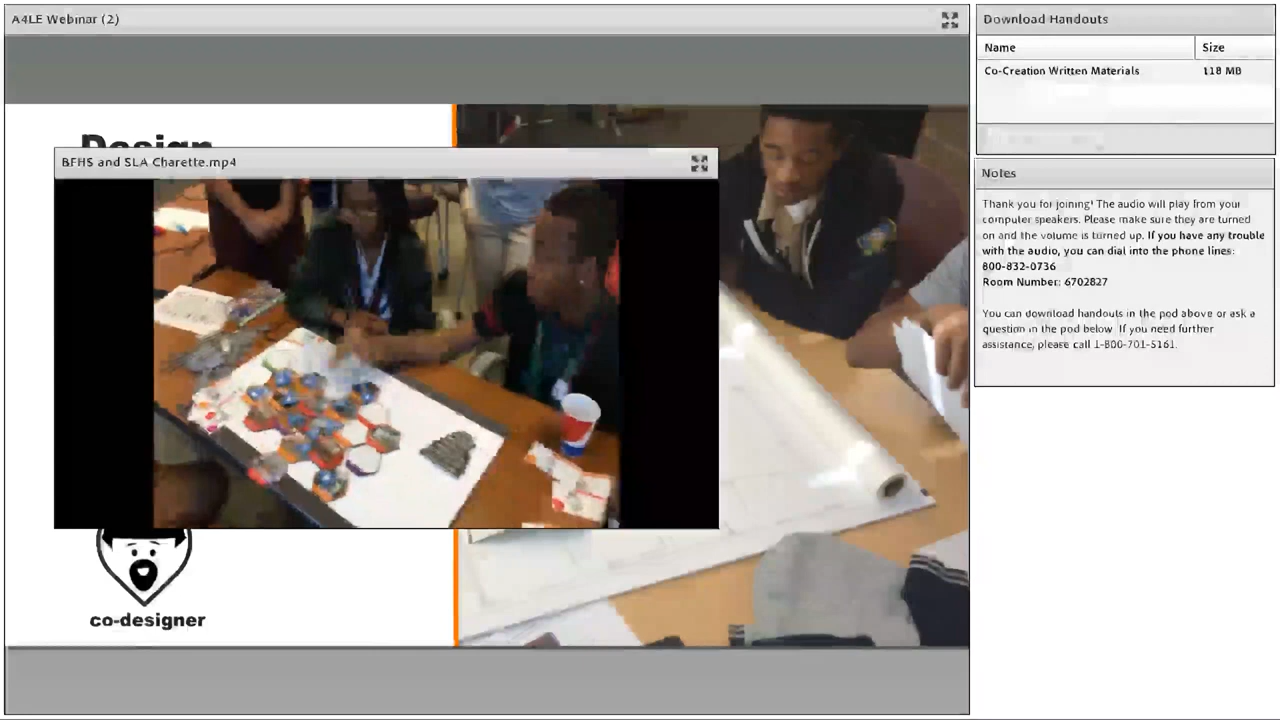 A4LE Webinar (2)
Design
BFHS and SLA Charette.mp4
co-designer
Download Handouts
Name Size
Co-Creation Written Materials 118 MB
Notes
Thank you for joining! The audio will play from your
computer speakers. Please make sure they are turned
on and the volume is turned up. If you have any trouble
with the audio, you can dial into the phone lines:
800-832-0736
Room Number: 6702827
You can download handouts in the pod above or ask a
question in the pod below. If you need further
assistance, please call 1-800-701-5161.